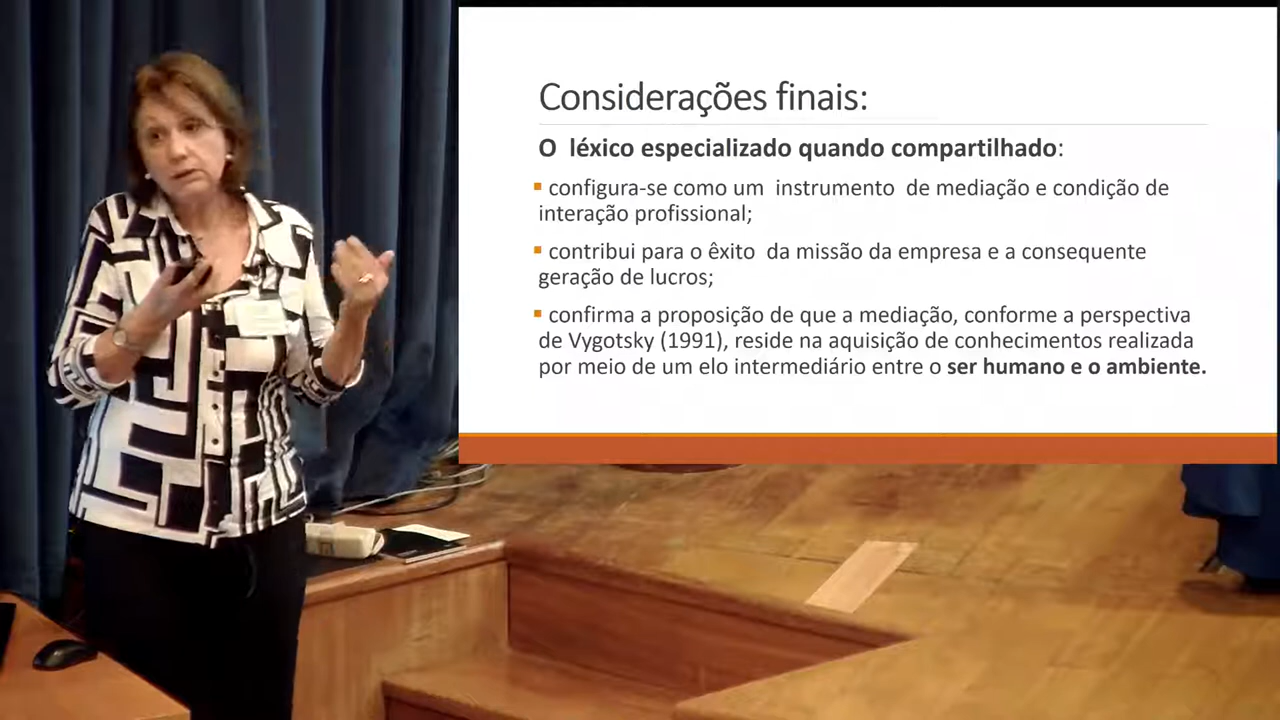 Considerações finais:
O léxico especializado quando compartilhado:
configura-se como um instrumento de mediação e condição de
interação profissional;
contribui para o êxito da missão da empresa e a consequente
geração de lucros;
confirma a proposição de que a mediação, conforme a perspectiva
de Vygotsky (1991), reside na aquisição de conhecimentos realizada
por meio de um elo intermediário entre o ser humano e o ambiente.